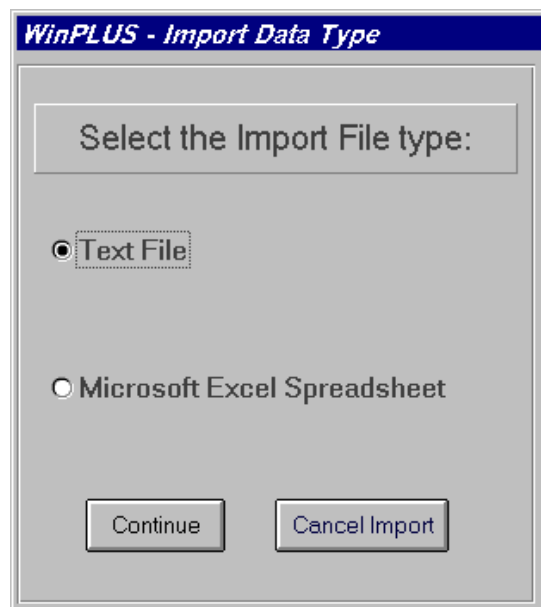 WinPLUS - Import Data Type
Select the Import File type:
Text File
Microsoft Excel Spreadsheet
Continue
Cancel Import